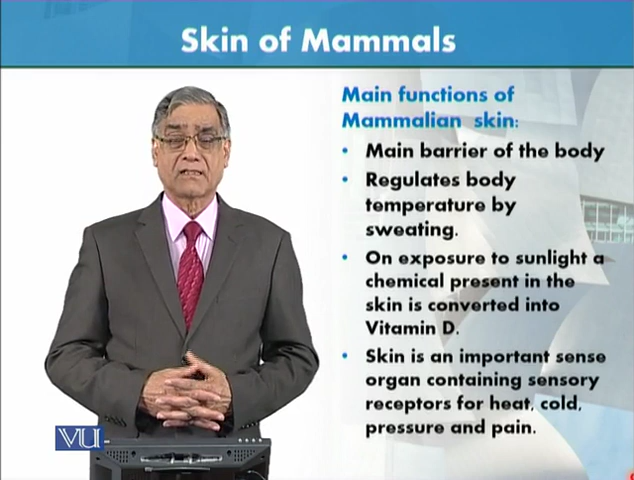 Skin of Mammals
Main functions of
Mammalian skin:
• Main barrier of the body
• Regulates body
temperature by
sweating.
• On exposure to sunlight a
chemical present in the
skin is converted into
Vitamin D.
• Skin is an important sense
organ containing sensory
receptors for heat, cold,
pressure and pain.
VU